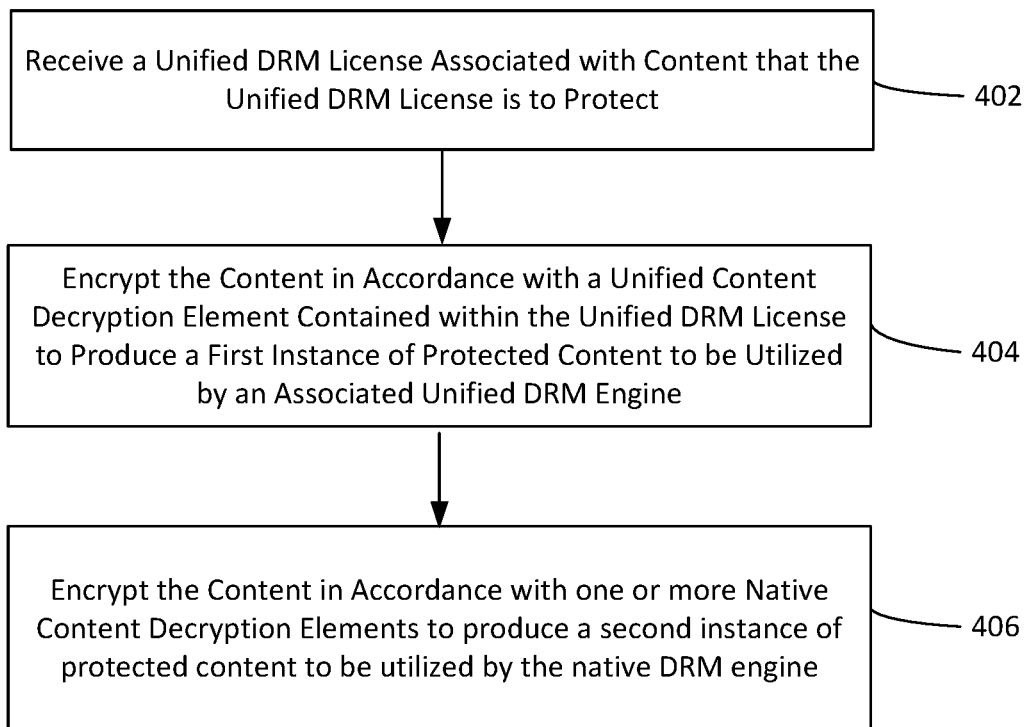 Receive a Unified DRM License Associated with Content that the
Unified DRM License is to Protect
402
Encrypt the Content in Accordance with a Unified Content
Decryption Element Contained within the Unified DRM License
to Produce a First Instance of Protected Content to be Utilized
by an Associated Unified DRM Engine
404
Encrypt the Content in Accordance with one or more Native
Content Decryption Elements to produce a second instance of
protected content to be utilized by the native DRM engine
406